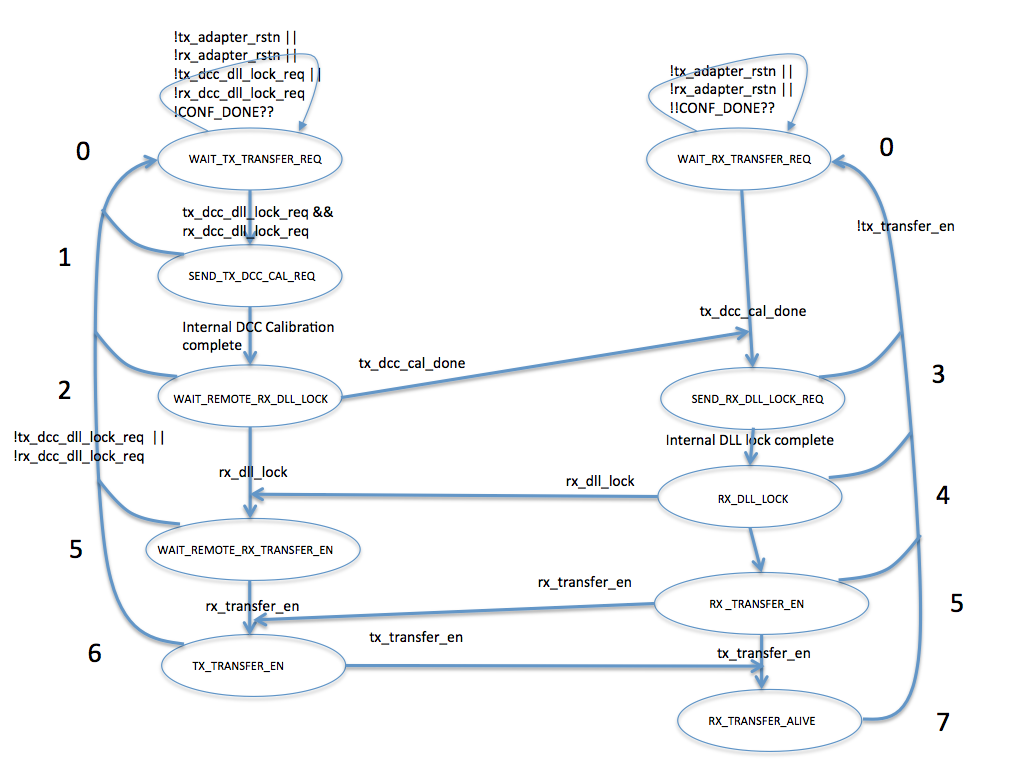 !tx_adapter_rstn ||
!rx_adapter_rstn ||
!tx_dcc_dll_lock_req ||
!rx_dcc_dll_lock_req
!CONF_DONE??
!tx_adapter_rstn ||
!rx_adapter_rstn ||
!!CONF_DONE??
0
WAIT_TX_TRANSFER_REQ
WAIT_RX_TRANSFER_REQ
0
tx_dcc_dll_lock_req &&
rx_dcc_dll_lock_req
!tx_transfer_en
1
SEND_TX_DCC_CAL_REQ
Internal DCC Calibration
complete
tx_dcc_cal_done
tx_dcc_cal_done
2
WAIT_REMOTE_RX_DLL_LOCK
SEND_RX_DLL_LOCK_REQ
3
!tx_dcc_dll_lock_req ||
!rx_dcc_dll_lock_req
Internal DLL lock complete
rx_dll_lock
rx_dll_lock
RX_DLL_LOCK
4
5
WAIT_REMOTE_RX_TRANSFER_EN
rx_transfer_en
rx_transfer_en
RX _TRANSFER_EN
5
tx_transfer_en
tx_transfer_en
6
TX_TRANSFER_EN
RX_TRANSFER_ALIVE
7